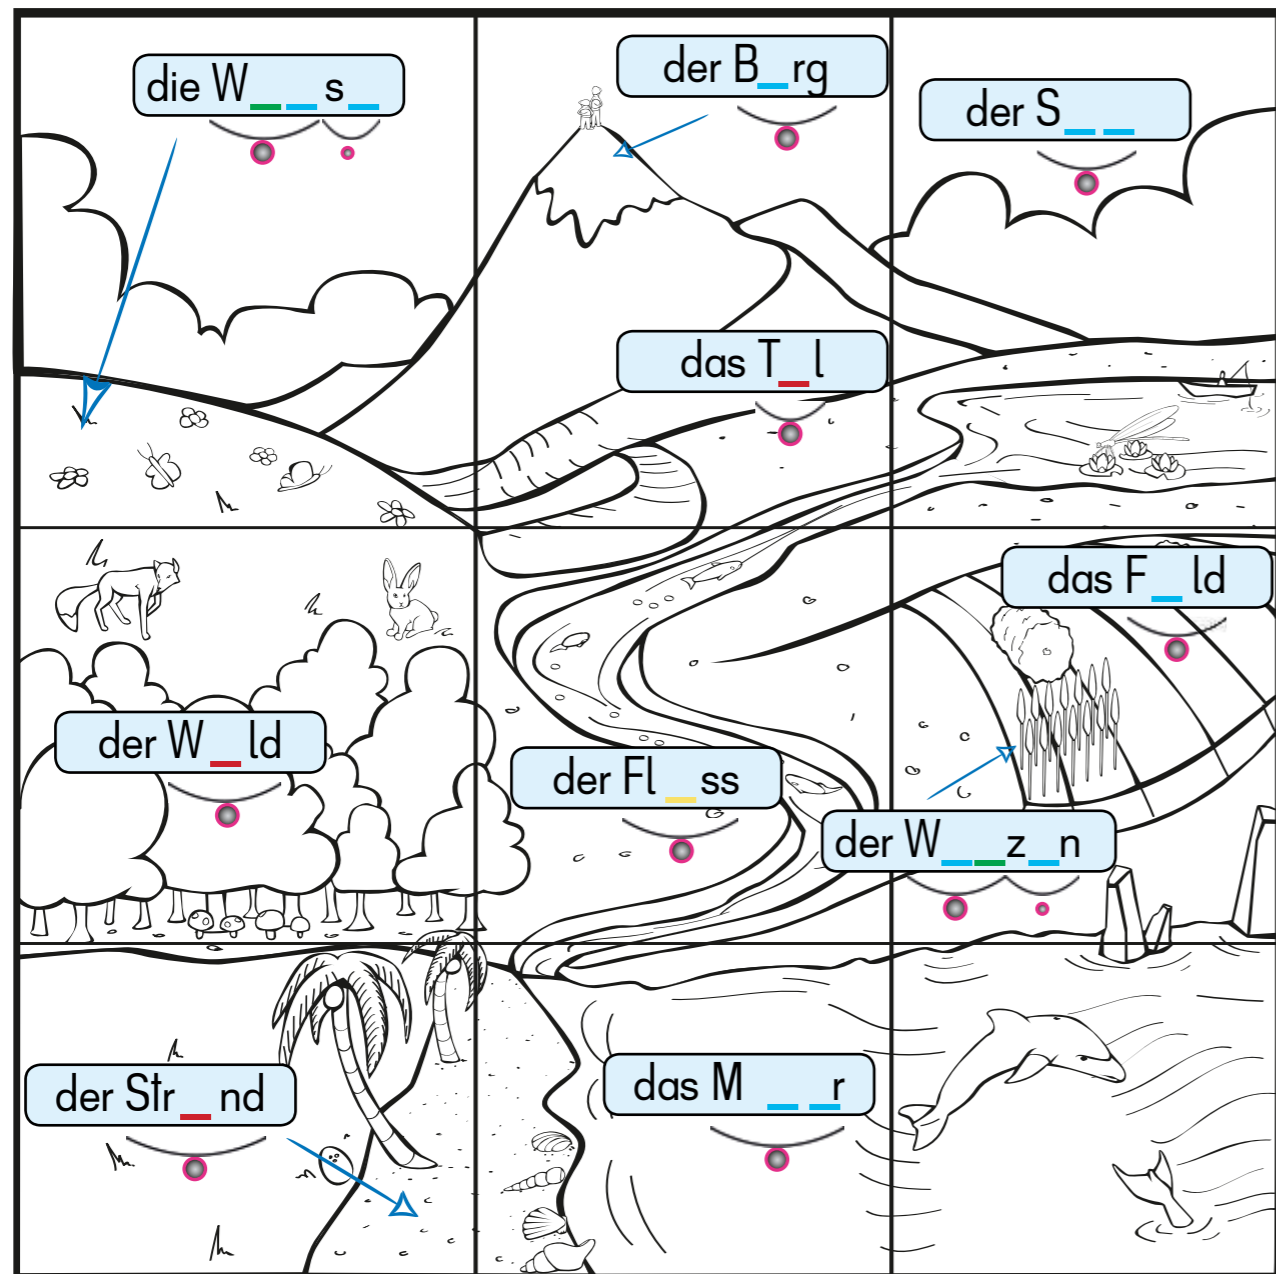 die W__s_
der B_rg
der S__
das T_l
das F_ld
der W_ld
der Fl_ss
der W__z_n
der Str_nd
das M __r